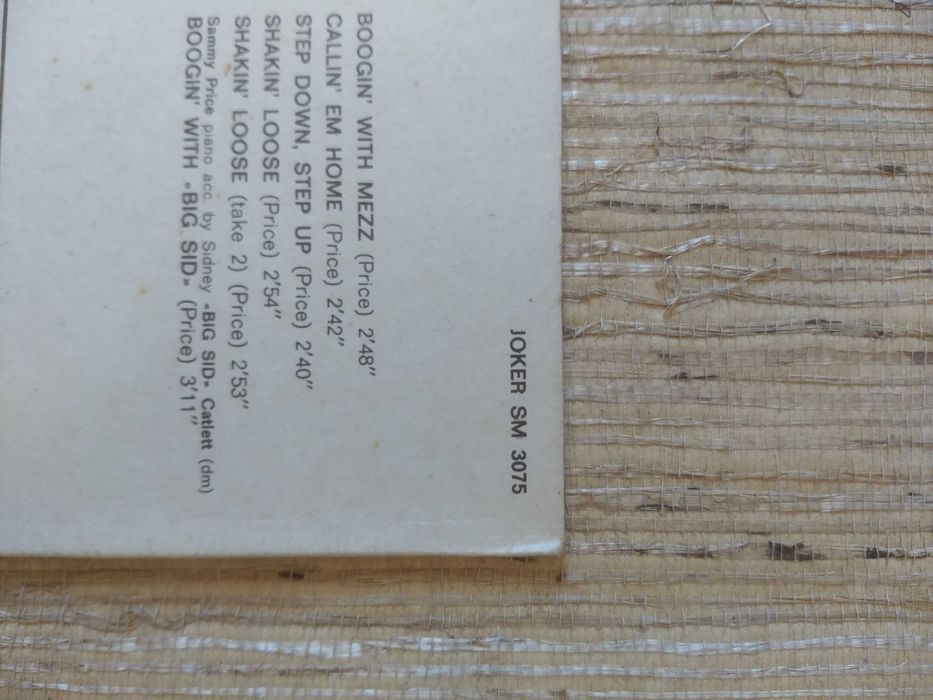 BOOGIN' WITH MEZZ (Price) 2'48"
CALLIN' EM HOME (Price) 2'42"
STEP DOWN, STEP UP (Price) 2'40"
SHAKIN' LOOSE (Price) 2'54"
SHAKIN' LOOSE (take 2) (Price) 2'53"
Sammy Price piano acc. by Sidney «BIG SID» Catlett (dm)
BOOGIN' WITH «BIG SID» (Price) 3'11"
JOKER SM 3075